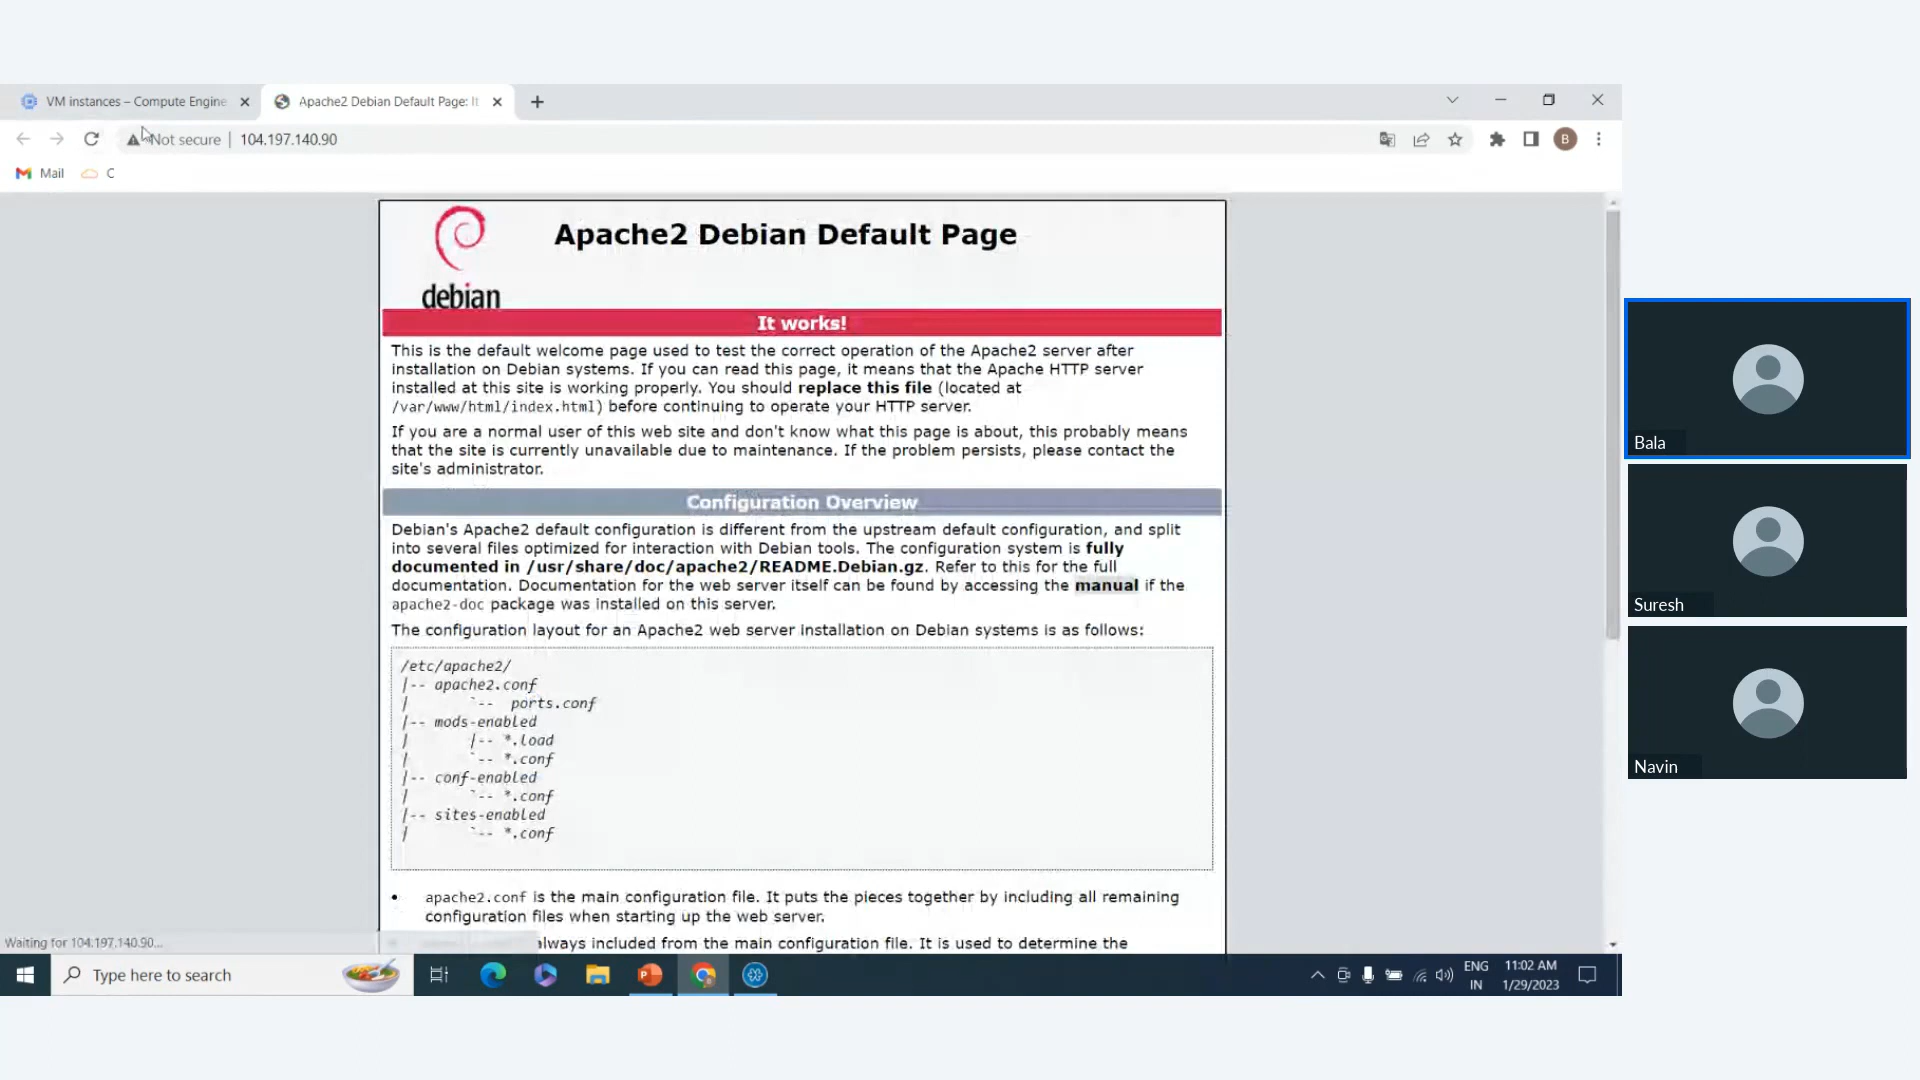 VM instances – Compute Engine
Apache2 Debian Default Page: It
Not secure | 104.197.140.90
Mail C
debian
Apache2 Debian Default Page
It works!
This is the default welcome page used to test the correct operation of the Apache2 server after
installation on Debian systems. If you can read this page, it means that the Apache HTTP server
installed at this site is working properly. You should replace this file (located at
/var/www/html/index.html) before continuing to operate your HTTP server.
If you are a normal user of this web site and don't know what this page is about, this probably means
that the site is currently unavailable due to maintenance. If the problem persists, please contact the
site's administrator.
Configuration Overview
Debian's Apache2 default configuration is different from the upstream default configuration, and split
into several files optimized for interaction with Debian tools. The configuration system is fully
documented in /usr/share/doc/apache2/README.Debian.gz. Refer to this for the full
documentation. Documentation for the web server itself can be found by accessing the manual if the
apache2-doc package was installed on this server.
The configuration layout for an Apache2 web server installation on Debian systems is as follows:
/etc/apache2/
|-- apache2.conf
|       `--  ports.conf
|-- mods-enabled
|       |-- *.load
|       `-- *.conf
|-- conf-enabled
|       `-- *.conf
|-- sites-enabled
|       `-- *.conf
• apache2.conf is the main configuration file. It puts the pieces together by including all remaining
configuration files when starting up the web server.
always included from the main configuration file. It is used to determine the
Waiting for 104.197.140.90...
Type here to search
ENG
IN
11:02 AM
1/29/2023
B
Bala
Suresh
Navin